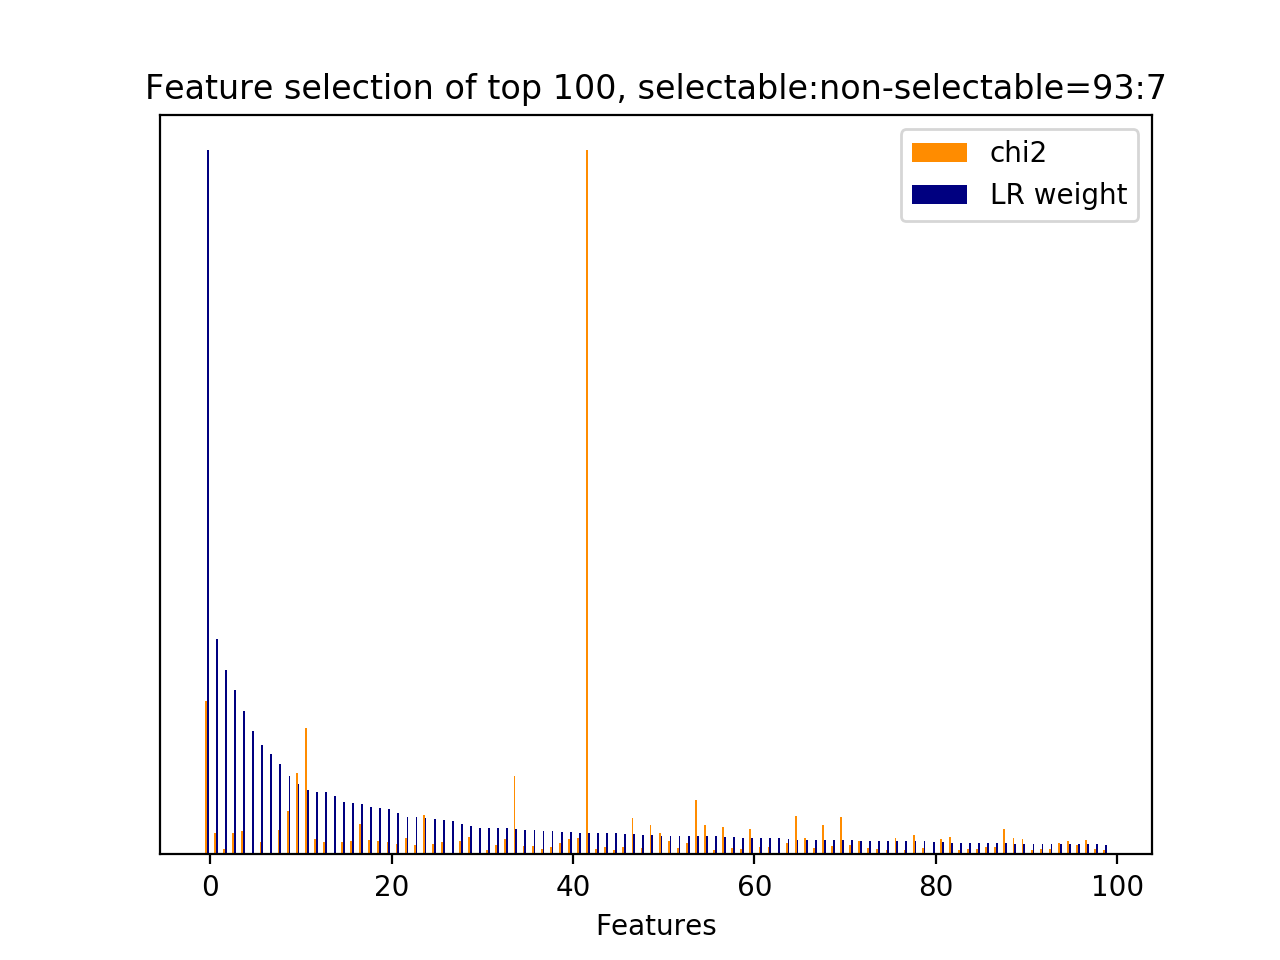 Feature selection of top 100, selectable:non-selectable=93:7
chi2
LR weight
0 20 40 60 80 100
Features